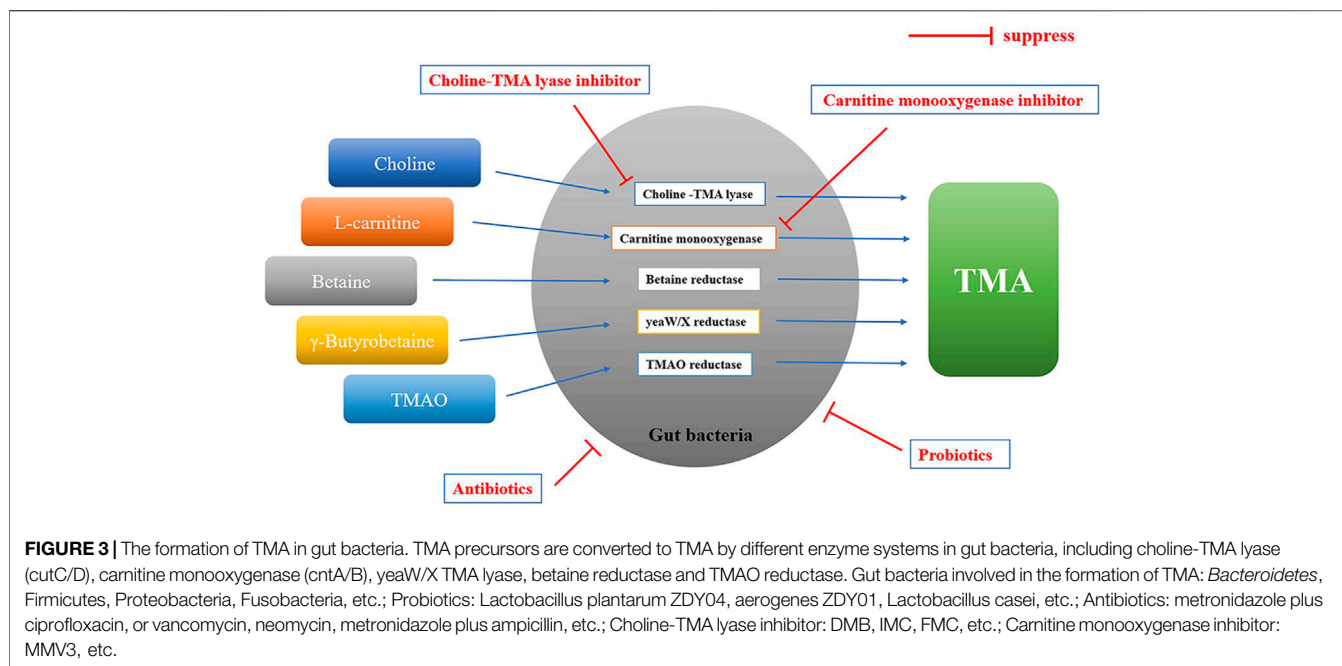 suppress
Choline-TMA lyase inhibitor
Carnitine monooxygenase inhibitor
Choline
L-carnitine
Betaine
γ-Butyrobetaine
TMAO
Choline -TMA lyase
Carnitine monooxygenase
Betaine reductase
yeaW/X reductase
TMAO reductase
Gut bacteria
TMA
Antibiotics
Probiotics
FIGURE 3 | The formation of TMA in gut bacteria. TMA precursors are converted to TMA by different enzyme systems in gut bacteria, including choline-TMA lyase
(cutC/D), carnitine monooxygenase (cntA/B), yeaW/X TMA lyase, betaine reductase and TMAO reductase. Gut bacteria involved in the formation of TMA: Bacteroidetes,
Firmicutes, Proteobacteria, Fusobacteria, etc.; Probiotics: Lactobacillus plantarum ZDY04, aerogenes ZDY01, Lactobacillus casei, etc.; Antibiotics: metronidazole plus
ciprofloxacin, or vancomycin, neomycin, metronidazole plus ampicillin, etc.; Choline-TMA lyase inhibitor: DMB, IMC, FMC, etc.; Carnitine monooxygenase inhibitor:
MMV3, etc.